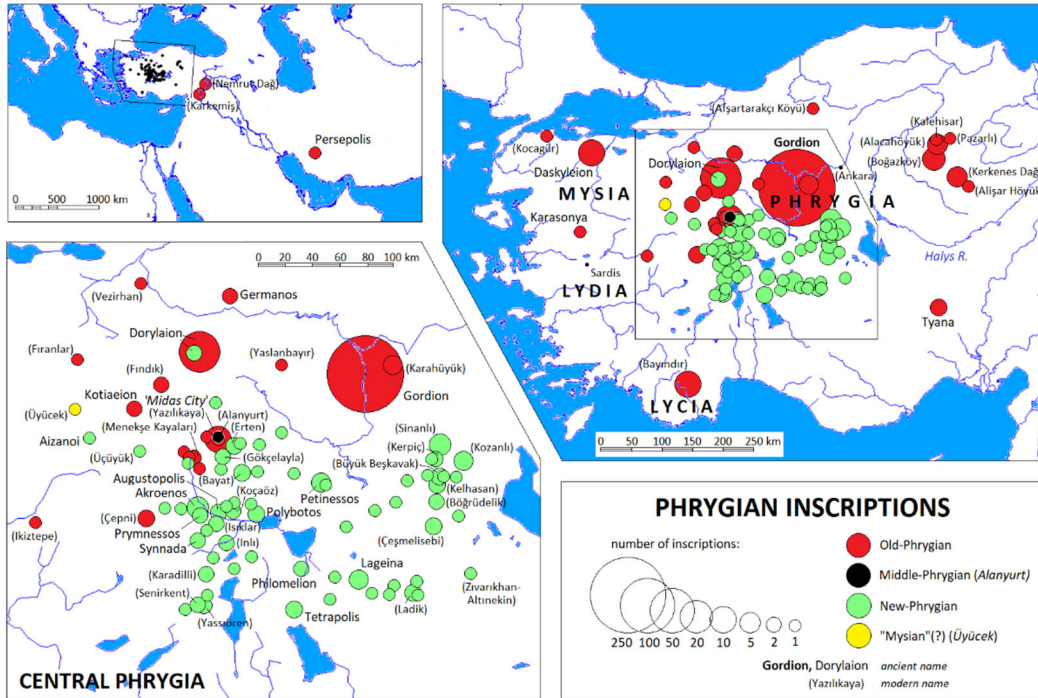 (Nemrut Dağ)
(Karkemiş)
Persepolis
0 500 1000 km
(Afşartarakçı Köyü)
(Kalehisar)
(Alacahöyük)
(Pazarlı)
(Boğazköy)
(Kerkenes Dağ)
(Alişar Höyük)
(Kocagür)
Daskyleion
MYSIA
Dorylaion
Gordion
(Ankara)
PHRYGIA
Karasonya
Sardis
LYDIA
Halys R.
Tyana
(Bayındır)
LYCIA
0 50 100 150 200 250 km
0 20 40 60 80 100 km
(Vezirhan)
Germanos
Dorylaion
(Fıranlar)
(Yaslanbayır)
(Karahüyük)
(Fındık)
Gordion
Kotiaeion
'Midas City'
(Yazılıkaya)
(Alanyurt)
(Üyücek)
(Menekşe Kayaları)
(Erten)
(Sinanlı)
Aizanoi
(Kerpiç)
(Kozanlı)
(Üçüyük)
(Gökçelayla)
(Büyük Beşkavak)
Augustopolis
(Bayat)
(Kelhasan)
Akroenos
(Koçaöz)
Petinessos
(Böğrüdelik)
(Çepni)
Polybotos
Prymnessos
(Işıklar)
(Çeşmelisebi)
(Ikiztepe)
Synnada
(Inlı)
(Karadilli)
Philomelion
Lageina
(Zıvarıkhan-
Altınekin)
(Senirkent)
(Ladik)
(Yassıören)
Tetrapolis
CENTRAL PHRYGIA
PHRYGIAN INSCRIPTIONS
number of inscriptions:
250 100 50 20 10 5 2 1
Old-Phrygian
Middle-Phrygian (Alanyurt)
New-Phrygian
"Mysian"(?) (Üyücek)
Gordion, Dorylaion ancient name
(Yazılıkaya) modern name